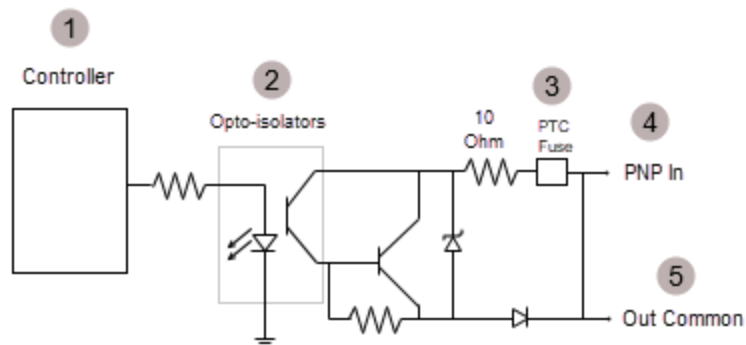 1
Controller
2
Opto-isolators
10
Ohm
3
PTC
Fuse
4
PNP In
5
Out Common